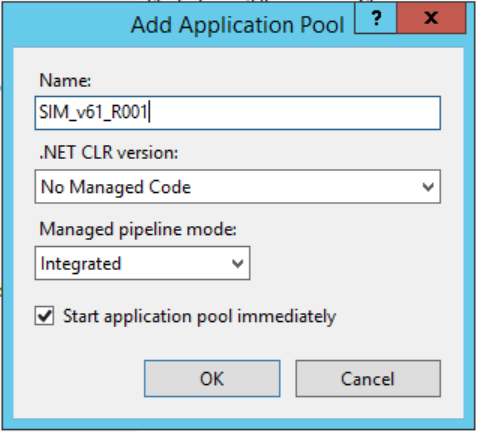 Add Application Pool
?
x
Name:
SIM_v61_R001
.NET CLR version:
No Managed Code
Managed pipeline mode:
Integrated
Start application pool immediately
OK
Cancel